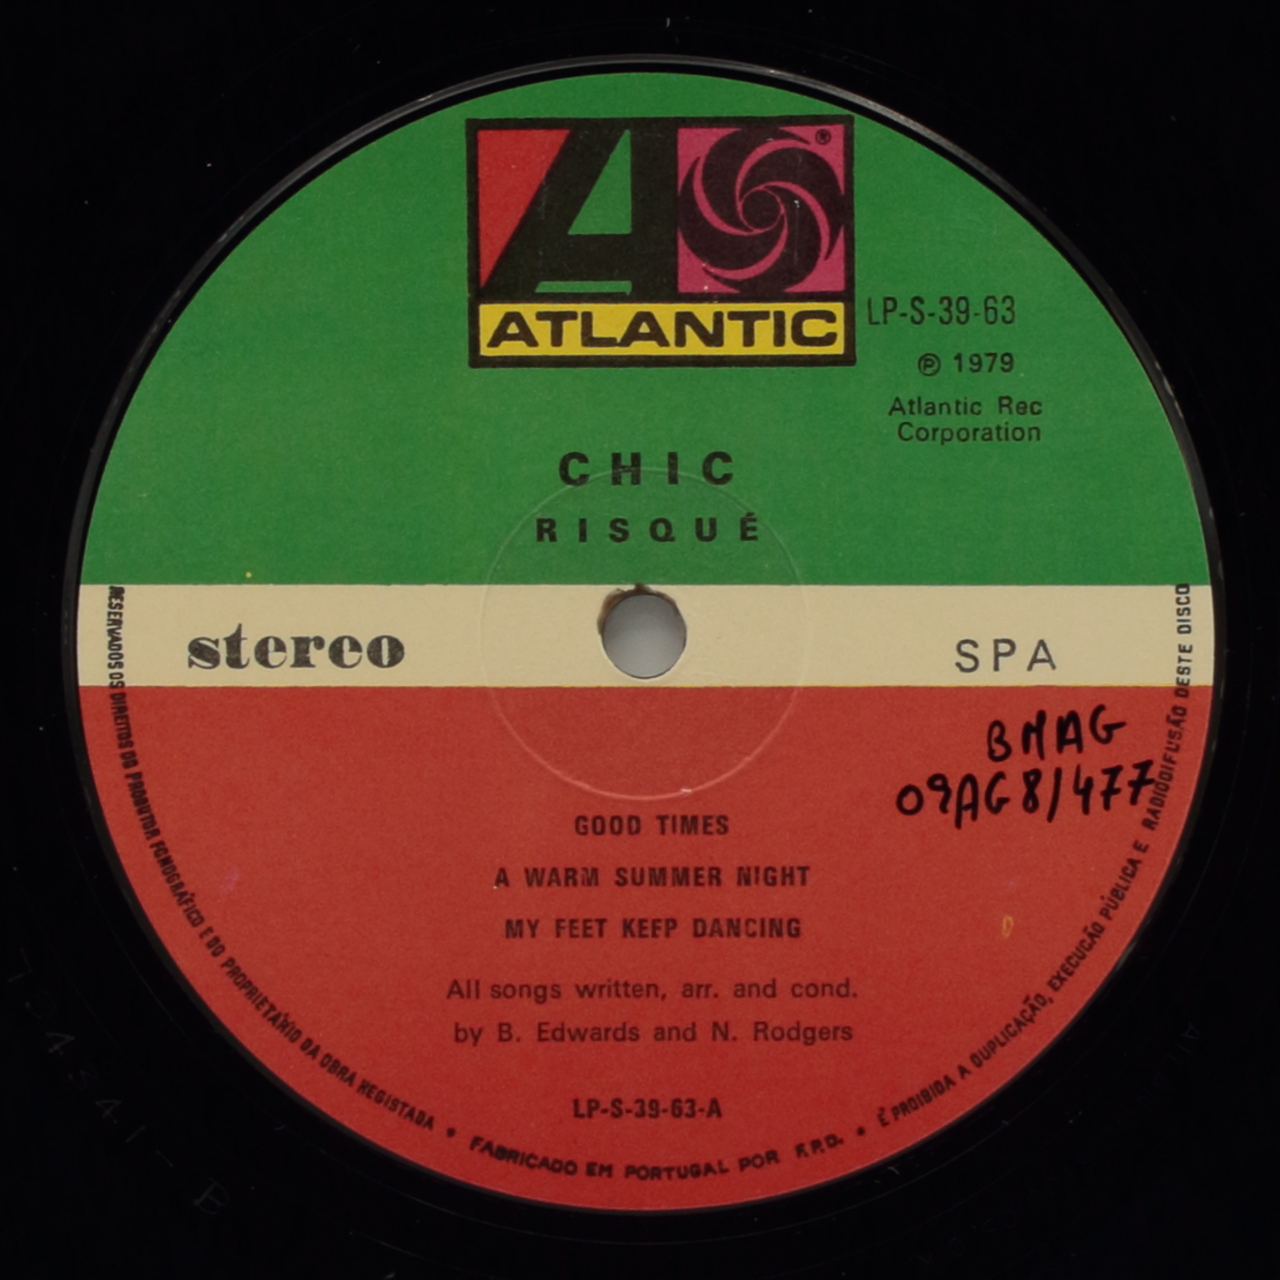 ATLANTIC
®
LP-S-39-63
℗ 1979
Atlantic Rec
Corporation
CHIC
RISQUÉ
stereo
SPA
BMAG
09AG8/477
GOOD TIMES
A WARM SUMMER NIGHT
MY FEET KEEP DANCING
All songs written, arr. and cond.
by B. Edwards and N. Rodgers
LP-S-39-63-A
RESERVADOS OS DIREITOS DO PRODUTOR FONOGRÁFICO E DO PROPRIETÁRIO DA OBRA REGISTADA • FABRICADO EM PORTUGAL POR F.P.D. • É PROIBIDA A DUPLICAÇÃO, EXECUÇÃO PÚBLICA E RADIODIFUSÃO DESTE DISCO